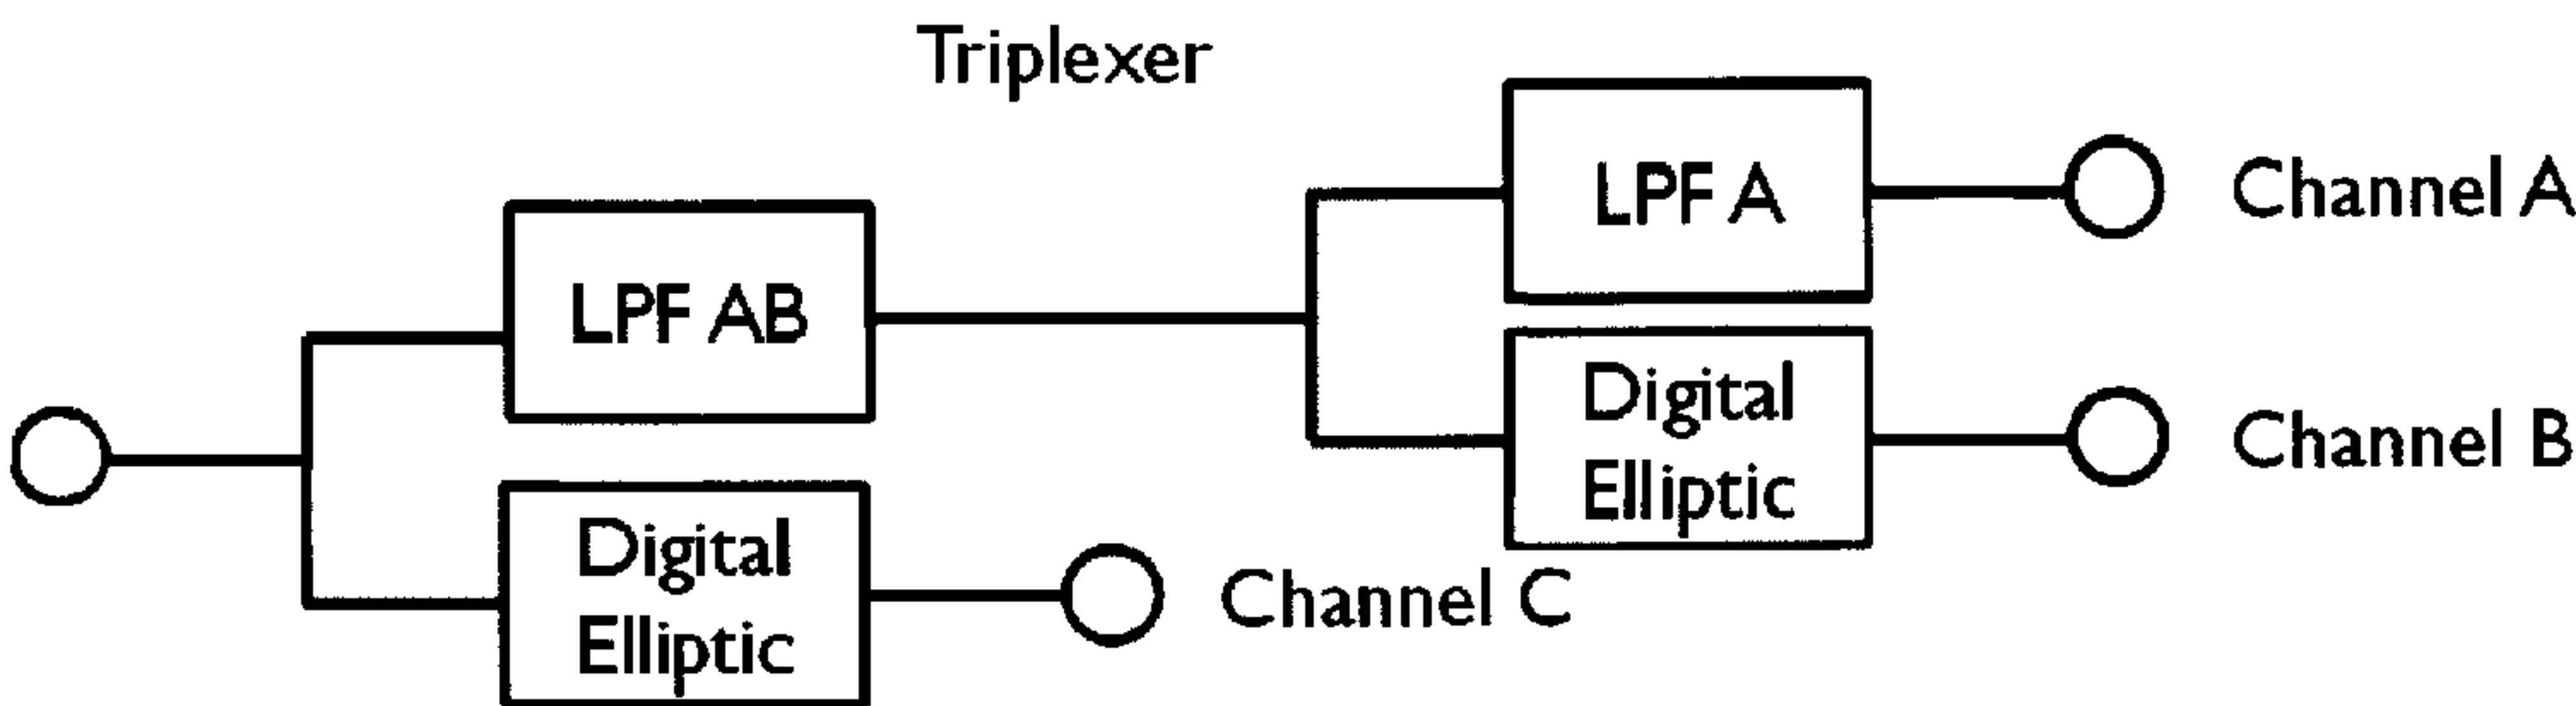 Triplexer
LPF A
Channel A
LPF AB
Digital
Elliptic
Channel B
Digital
Elliptic
Channel C